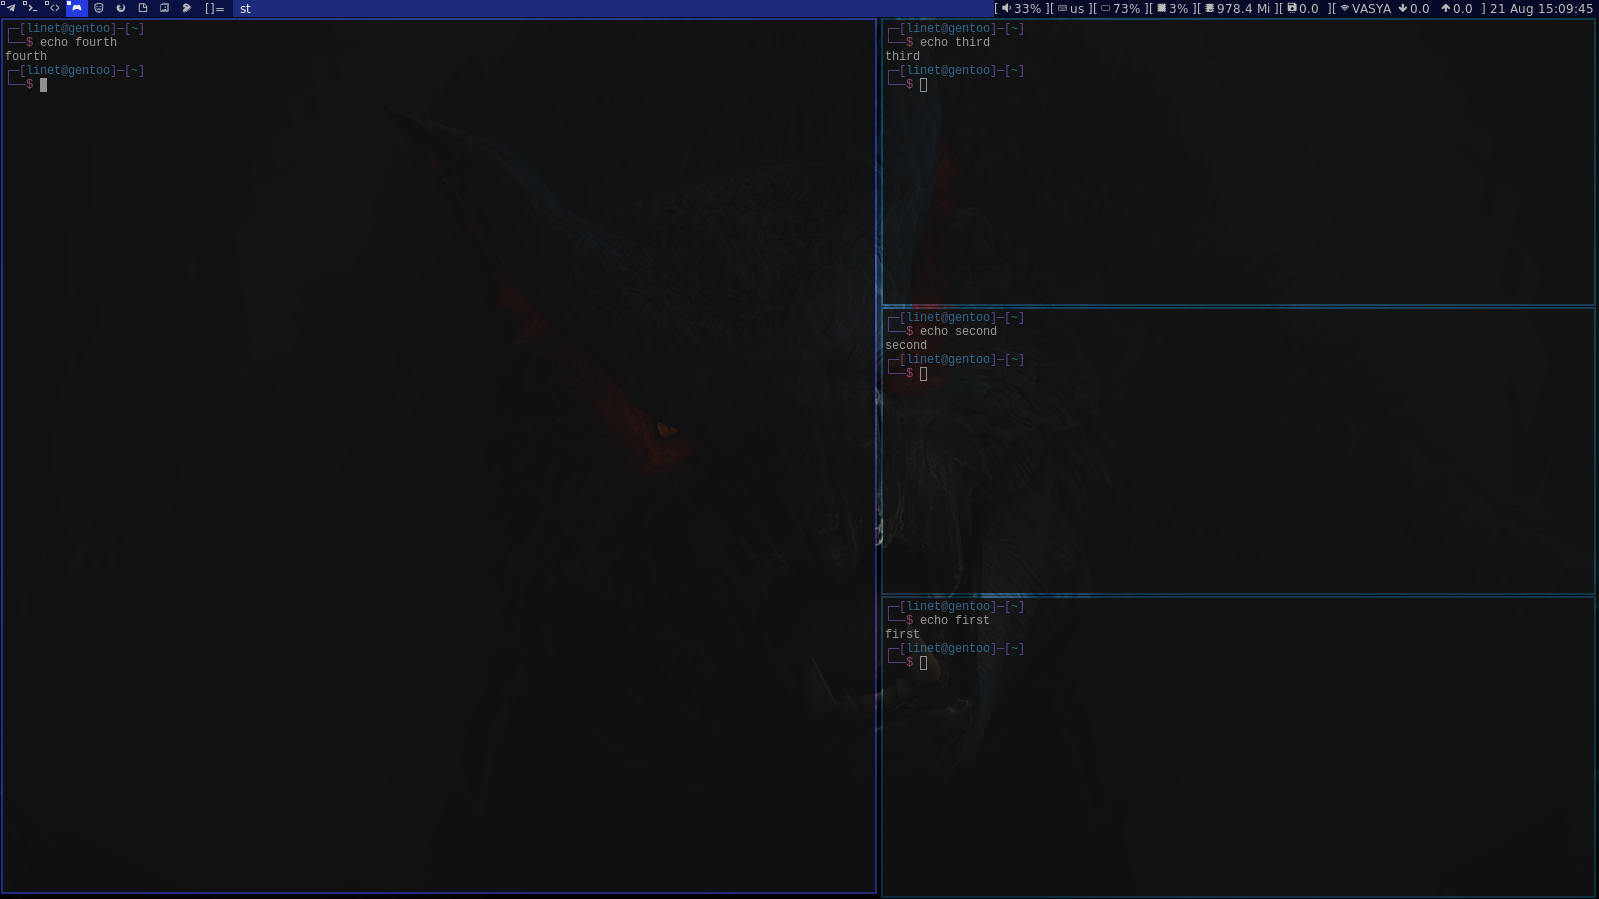 []= st [ 33% ][ us ][ 73% ][ 3% ][ 978.4 Mi ][ 0.0 ][ VASYA 0.0 0.0 ] 21 Aug 15:09:45
┌─[linet@gentoo]─[~]
└──$ echo fourth
fourth
┌─[linet@gentoo]─[~]
└──$
┌─[linet@gentoo]─[~]
└──$ echo third
third
┌─[linet@gentoo]─[~]
└──$
┌─[linet@gentoo]─[~]
└──$ echo second
second
┌─[linet@gentoo]─[~]
└──$
┌─[linet@gentoo]─[~]
└──$ echo first
first
┌─[linet@gentoo]─[~]
└──$